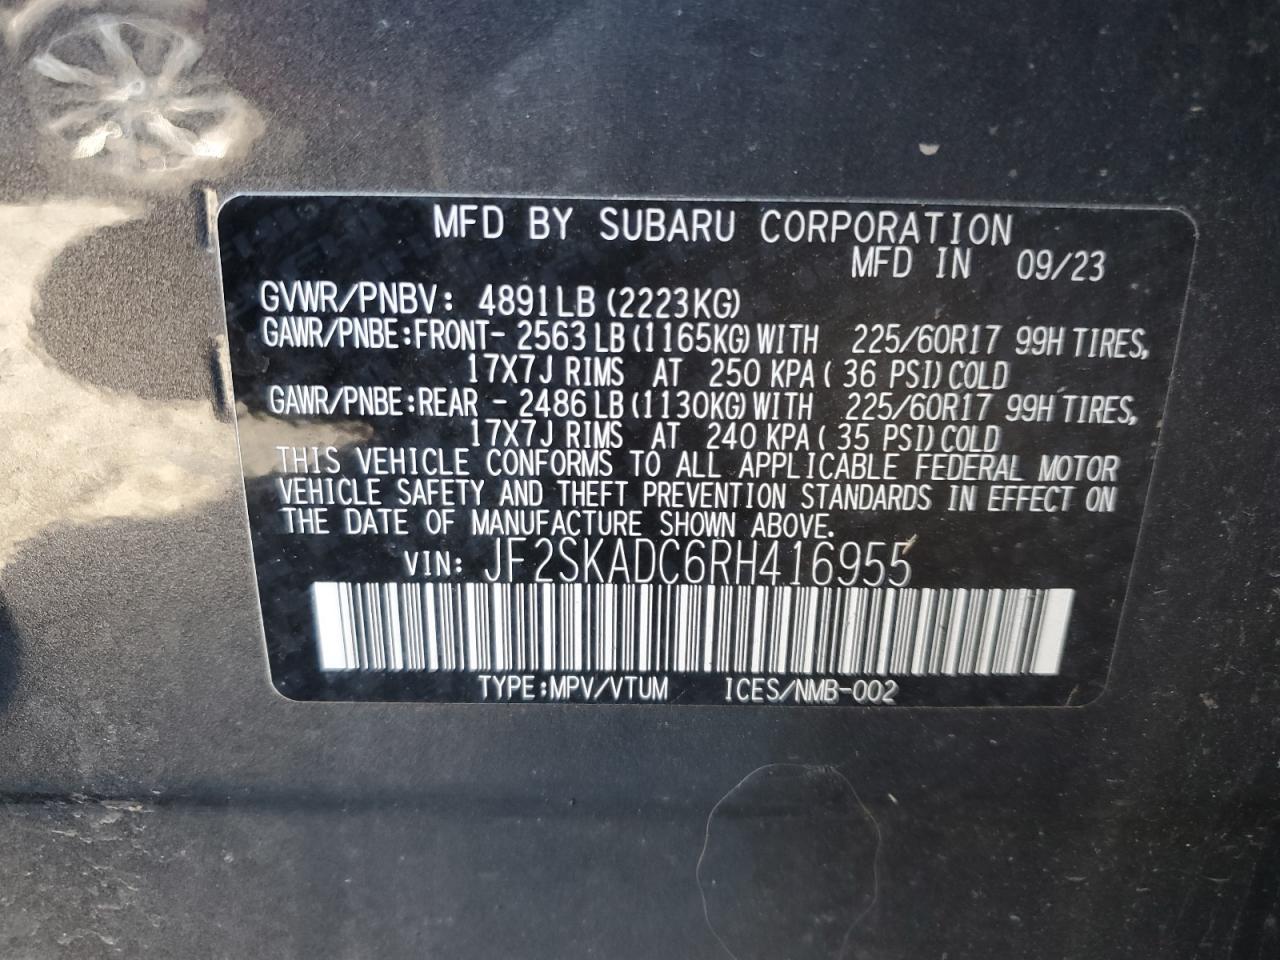 MFD BY SUBARU CORPORATION
MFD IN 09/23
GVWR/PNBV: 4891LB (2223KG)
GAWR/PNBE:FRONT- 2563LB (1165KG) WITH 225/60R17 99H TIRES,
17X7J RIMS AT 250 KPA ( 36 PSI) COLD
GAWR/PNBE:REAR - 2486LB (1130KG) WITH 225/60R17 99H TIRES,
17X7J RIMS AT 240 KPA ( 35 PSI) COLD
THIS VEHICLE CONFORMS TO ALL APPLICABLE FEDERAL MOTOR
VEHICLE SAFETY AND THEFT PREVENTION STANDARDS IN EFFECT ON
THE DATE OF MANUFACTURE SHOWN ABOVE.
VIN: JF2SKADC6RH416955
TYPE:MPV/VTUM ICES/NMB-002